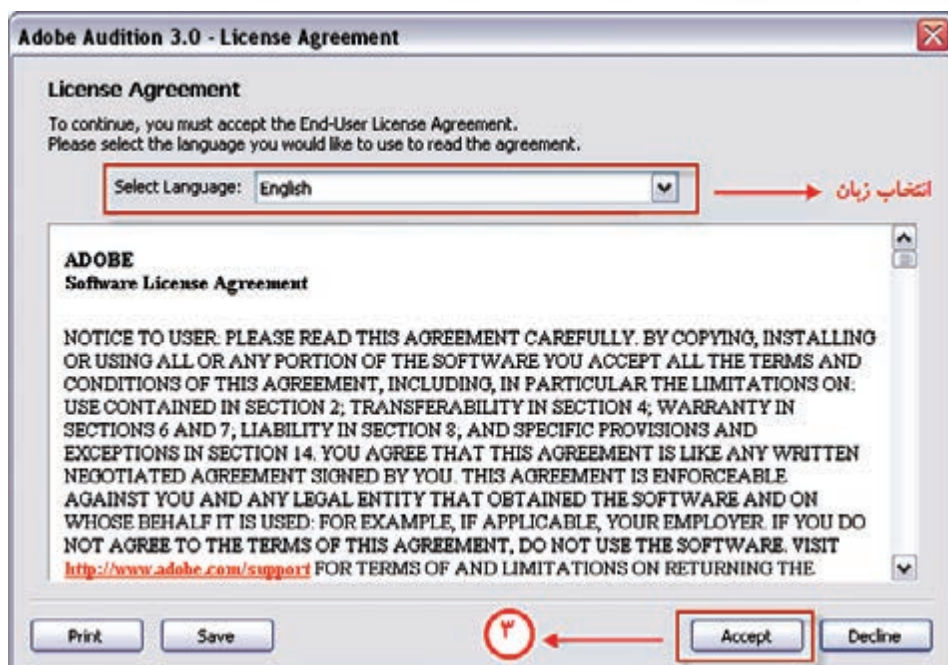 Adobe Audition 3.0 - License Agreement
License Agreement
To continue, you must accept the End-User License Agreement.
Please select the language you would like to use to read the agreement.
Select Language: English
انتخاب زبان
ADOBE
Software License Agreement
NOTICE TO USER: PLEASE READ THIS AGREEMENT CAREFULLY. BY COPYING, INSTALLING
OR USING ALL OR ANY PORTION OF THE SOFTWARE YOU ACCEPT ALL THE TERMS AND
CONDITIONS OF THIS AGREEMENT, INCLUDING, IN PARTICULAR THE LIMITATIONS ON:
USE CONTAINED IN SECTION 2; TRANSFERABILITY IN SECTION 4; WARRANTY IN
SECTIONS 6 AND 7; LIABILITY IN SECTION 8; AND SPECIFIC PROVISIONS AND
EXCEPTIONS IN SECTION 14. YOU AGREE THAT THIS AGREEMENT IS LIKE ANY WRITTEN
NEGOTIATED AGREEMENT SIGNED BY YOU. THIS AGREEMENT IS ENFORCEABLE
AGAINST YOU AND ANY LEGAL ENTITY THAT OBTAINED THE SOFTWARE AND ON
WHOSE BEHALF IT IS USED: FOR EXAMPLE, IF APPLICABLE, YOUR EMPLOYER. IF YOU DO
NOT AGREE TO THE TERMS OF THIS AGREEMENT, DO NOT USE THE SOFTWARE. VISIT
http://www.adobe.com/support FOR TERMS OF AND LIMITATIONS ON RETURNING THE
Print Save ۳ Accept Decline